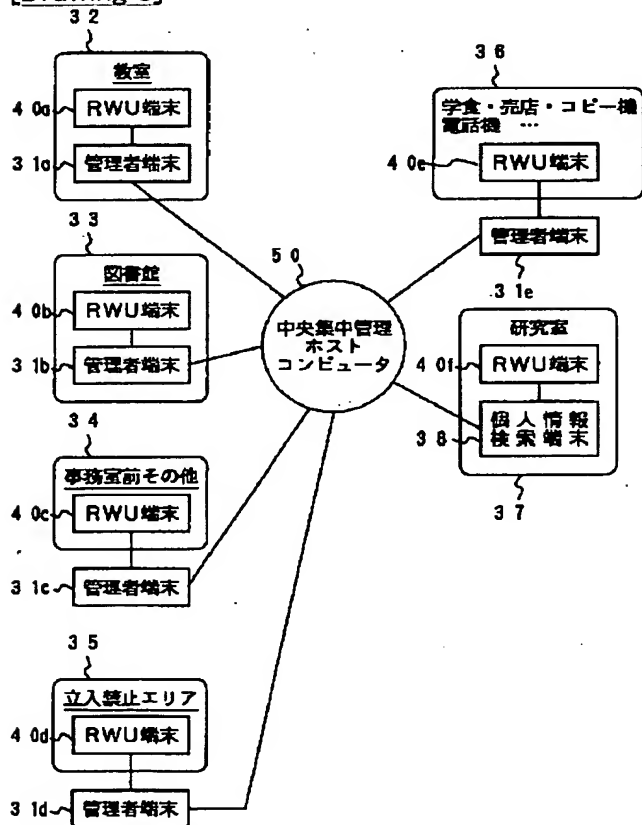 ３２
教室
４０a
RWU端末
３１a
管理者端末
３３
図書館
４０b
RWU端末
３１b
管理者端末
３４
事務室前その他
４０c
RWU端末
３１c
管理者端末
３５
立入禁止エリア
４０d
RWU端末
３１d
管理者端末
５０
中央集中管理
ホスト
コンピュータ
３６
学食・売店・コピー機
電話機 …
４０e
RWU端末
管理者端末
３１e
研究室
４０f
RWU端末
個人情報
検索端末
３８
３７